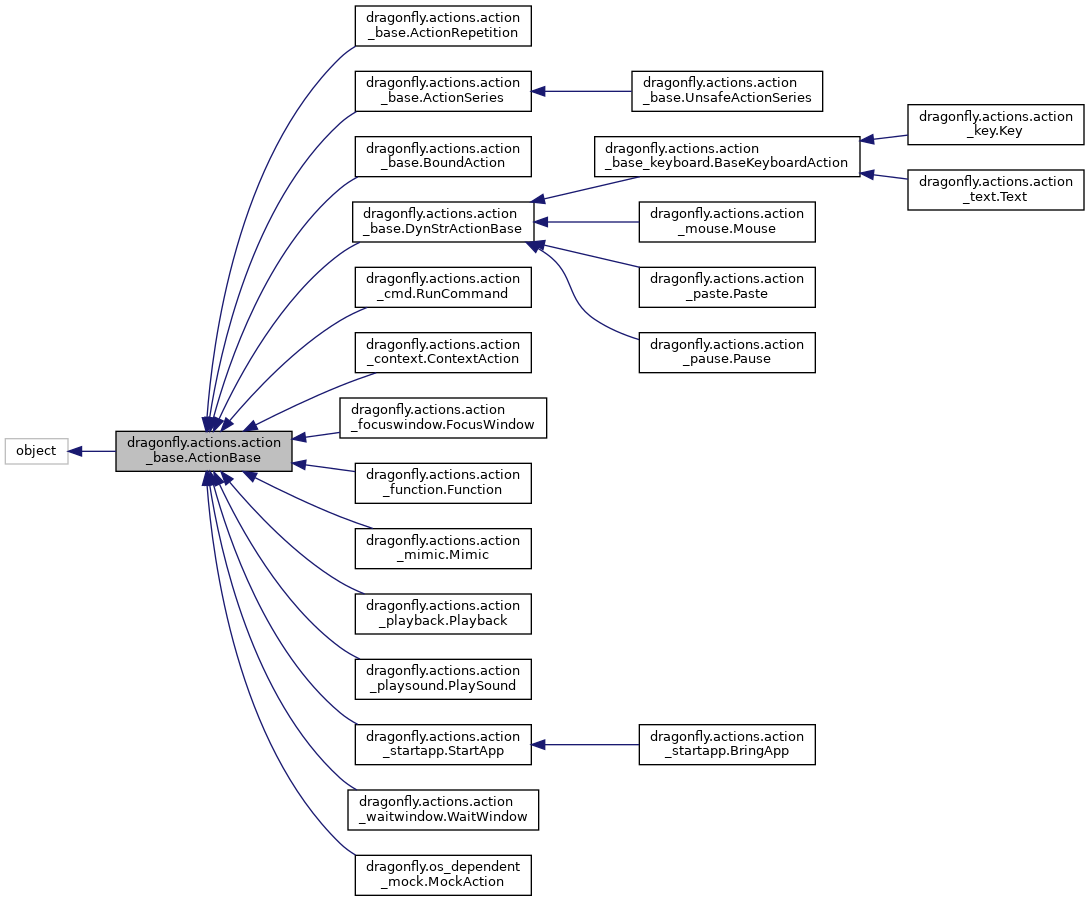 dragonfly.actions.action
_base.ActionRepetition
dragonfly.actions.action
_base.ActionSeries
dragonfly.actions.action
_base.UnsafeActionSeries
dragonfly.actions.action
_key.Key
dragonfly.actions.action
_base.BoundAction
dragonfly.actions.action
_base_keyboard.BaseKeyboardAction
dragonfly.actions.action
_text.Text
dragonfly.actions.action
_base.DynStrActionBase
dragonfly.actions.action
_mouse.Mouse
dragonfly.actions.action
_cmd.RunCommand
dragonfly.actions.action
_paste.Paste
dragonfly.actions.action
_context.ContextAction
dragonfly.actions.action
_pause.Pause
dragonfly.actions.action
_focuswindow.FocusWindow
object
dragonfly.actions.action
_base.ActionBase
dragonfly.actions.action
_function.Function
dragonfly.actions.action
_mimic.Mimic
dragonfly.actions.action
_playback.Playback
dragonfly.actions.action
_playsound.PlaySound
dragonfly.actions.action
_startapp.StartApp
dragonfly.actions.action
_startapp.BringApp
dragonfly.actions.action
_waitwindow.WaitWindow
dragonfly.os_dependent
_mock.MockAction